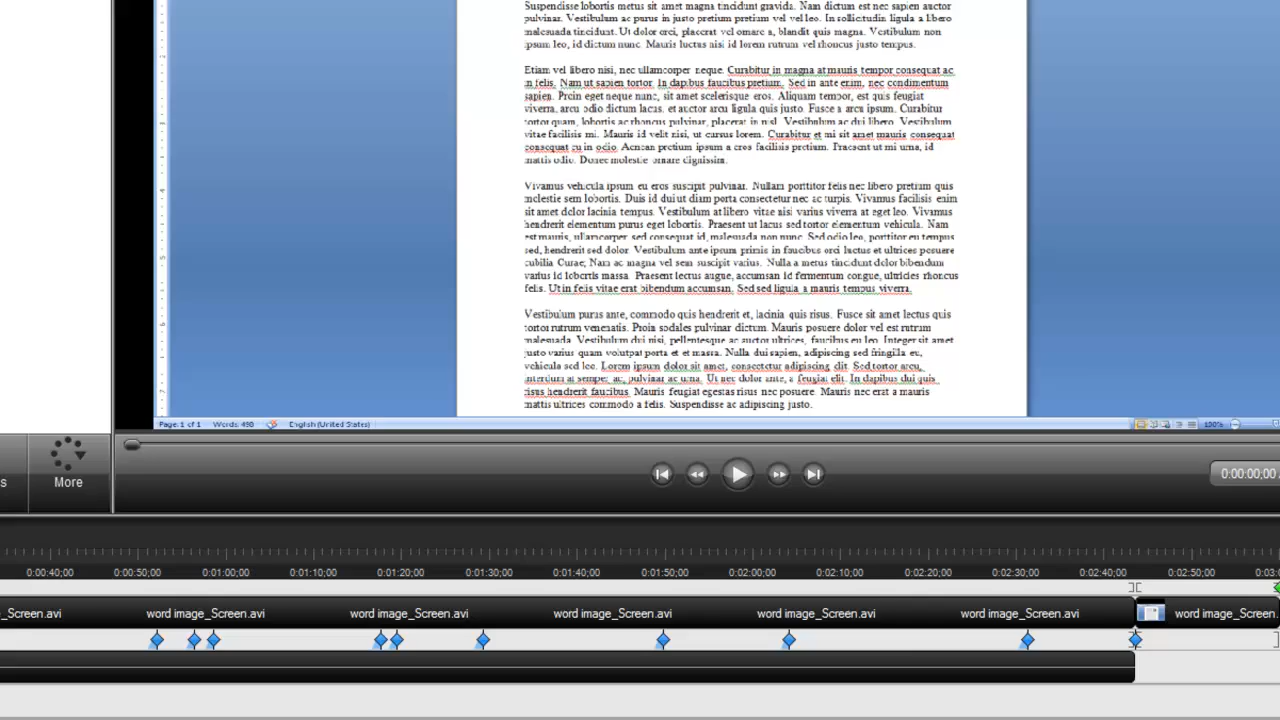 Suspendisse lobortis metus sit amet magna tincidunt gravida. Nam dictum est nec sapien auctor
pulvinar. Vestibulum ac purus in justo pretium pretium vel vel leo. In sollicitudin ligula a libero
malesuada tincidunt. Ut dolor orci, placerat vel ornare a, blandit quis magna. Vestibulum non
ipsum leo, id dictum nunc. Mauris luctus nisi id lorem rutrum vel rhoncus justo tempus.
Etiam vel libero nisi, nec ullamcorper neque. Curabitur in magna at mauris tempor consequat ac
in felis. Nam ut sapien tortor. In dapibus faucibus pretium. Sed in ante enim, nec condimentum
sapien. Proin eget neque nunc, sit amet scelerisque eros. Aliquam tempor, est quis feugiat
viverra, arcu odio dictum lacus, et auctor arcu ligula quis justo. Fusce a arcu ipsum. Curabitur
tortor quam, lobortis ac rhoncus pulvinar, placerat in nisl. Vestibulum ac dui libero. Vestibulum
vitae facilisis mi. Mauris id velit nisi, ut cursus lorem. Curabitur et mi sit amet mauris consequat
consequat eu in odio. Aenean pretium ipsum a eros facilisis pretium. Praesent ut mi urna, id
mattis odio. Donec molestie ornare dignissim.
Vivamus vehicula ipsum eu eros suscipit pulvinar. Nullam porttitor felis nec libero pretium quis
molestie sem lobortis. Duis id dui ut diam porta consectetur nec ac turpis. Vivamus facilisis enim
sit amet dolor lacinia tempus. Vestibulum at libero vitae nisi varius viverra at eget leo. Vivamus
hendrerit elementum purus eget lobortis. Praesent ut lacus sed tortor elementum vehicula. Nam
est mauris, ullamcorper sed consequat id, malesuada non nunc. Sed odio leo, porttitor eu tempus
sed, hendrerit sed dolor. Vestibulum ante ipsum primis in faucibus orci luctus et ultrices posuere
cubilia Curae; Nam ac magna vel sem suscipit varius. Nulla a metus tincidunt dolor bibendum
varius id lobortis massa. Praesent lectus augue, accumsan id fermentum congue, ultricies rhoncus
felis. Ut in felis vitae erat bibendum accumsan. Sed sed ligula a mauris tempus viverra.
Vestibulum purus ante, commodo quis hendrerit et, lacinia quis risus. Fusce sit amet lectus quis
tortor rutrum venenatis. Proin sodales pulvinar dictum. Mauris posuere dolor vel est rutrum
malesuada. Vestibulum dui nisi, pellentesque ac auctor ultrices, faucibus eu leo. Integer sit amet
justo varius quam volutpat porta et et massa. Nulla dui sapien, adipiscing sed fringilla eu,
vehicula sed leo. Lorem ipsum dolor sit amet, consectetur adipiscing elit. Sed tortor arcu,
interdum at semper ac, pulvinar ac urna. Ut nec dolor ante, a feugiat elit. In dapibus dui quis
risus hendrerit faucibus. Mauris feugiat egestas risus nec posuere. Mauris nec erat a mauris
mattis ultrices commodo a felis. Suspendisse ac adipiscing justo.
Page: 1 of 1 Words: 498 English (United States) 100%
s More 0:00:00;00
0:00:40;00 0:00:50;00 0:01:00;00 0:01:10;00 0:01:20;00 0:01:30;00 0:01:40;00 0:01:50;00 0:02:00;00 0:02:10;00 0:02:20;00 0:02:30;00 0:02:40;00 0:02:50;00 0:03:0
_Screen.avi word image_Screen.avi word image_Screen.avi word image_Screen.avi word image_Screen.avi word image_Screen.avi word image_Screen.